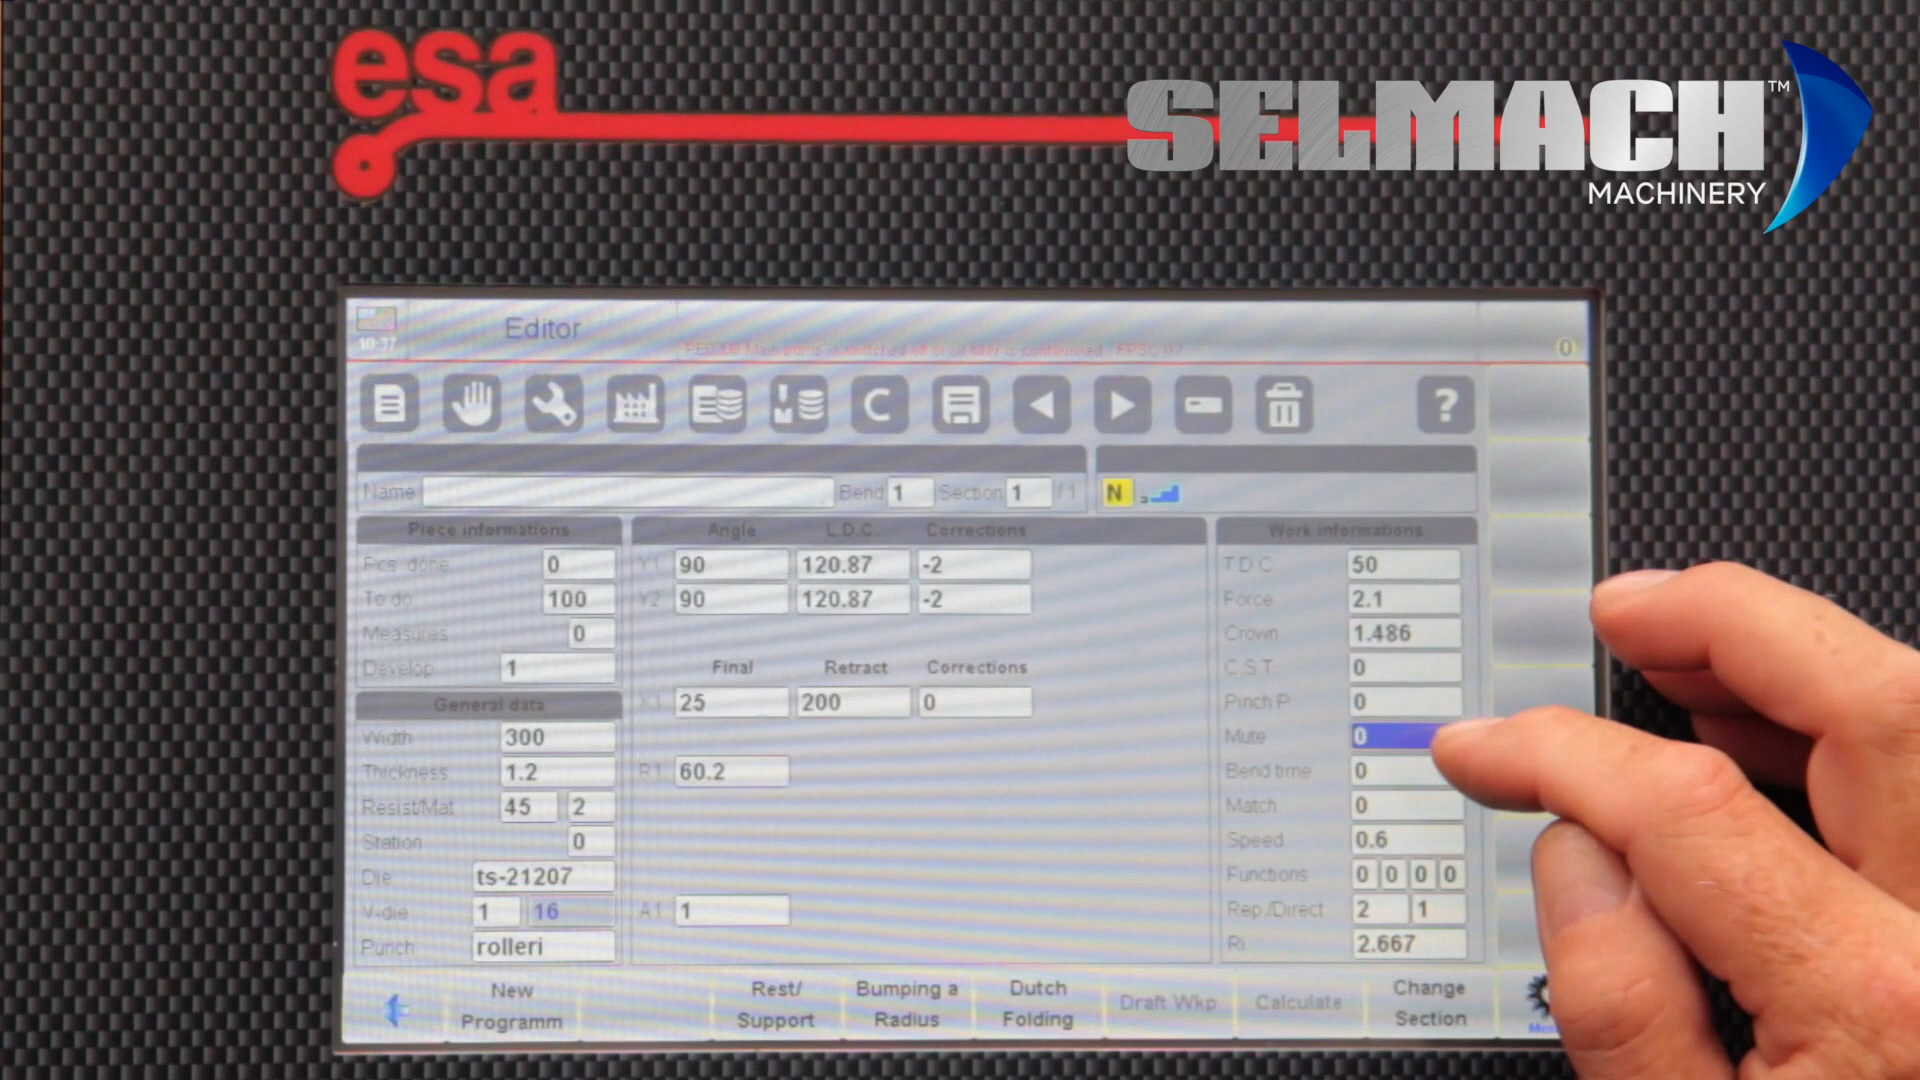 esa
SELMACH™
MACHINERY
10:37
Editor
0
C
?
Name Bend 1 Section 1 / 1 N
Piece informations
Pcs. done 0
To do 100
Measures 0
Develop. 1
General data
Width 300
Thickness 1.2
Resist/Mat 45 2
Station 0
Die ts-21207
V-die 1 16
Punch rolleri
Angle L.D.C. Corrections
Y1 90 120.87 -2
Y2 90 120.87 -2
Final Retract Corrections
X1 25 200 0
R1 60.2
A1 1
Work informations
T D C 50
Force 2.1
Crown 1.486
C S T 0
Pinch P 0
Mute 0
Bend time 0
Match 0
Speed 0.6
Functions 0 0 0 0
Rep./Direct 2 1
Ri 2.667
New
Programm
Rest/
Support
Bumping a
Radius
Dutch
Folding
Draft Wkp
Calculate
Change
Section